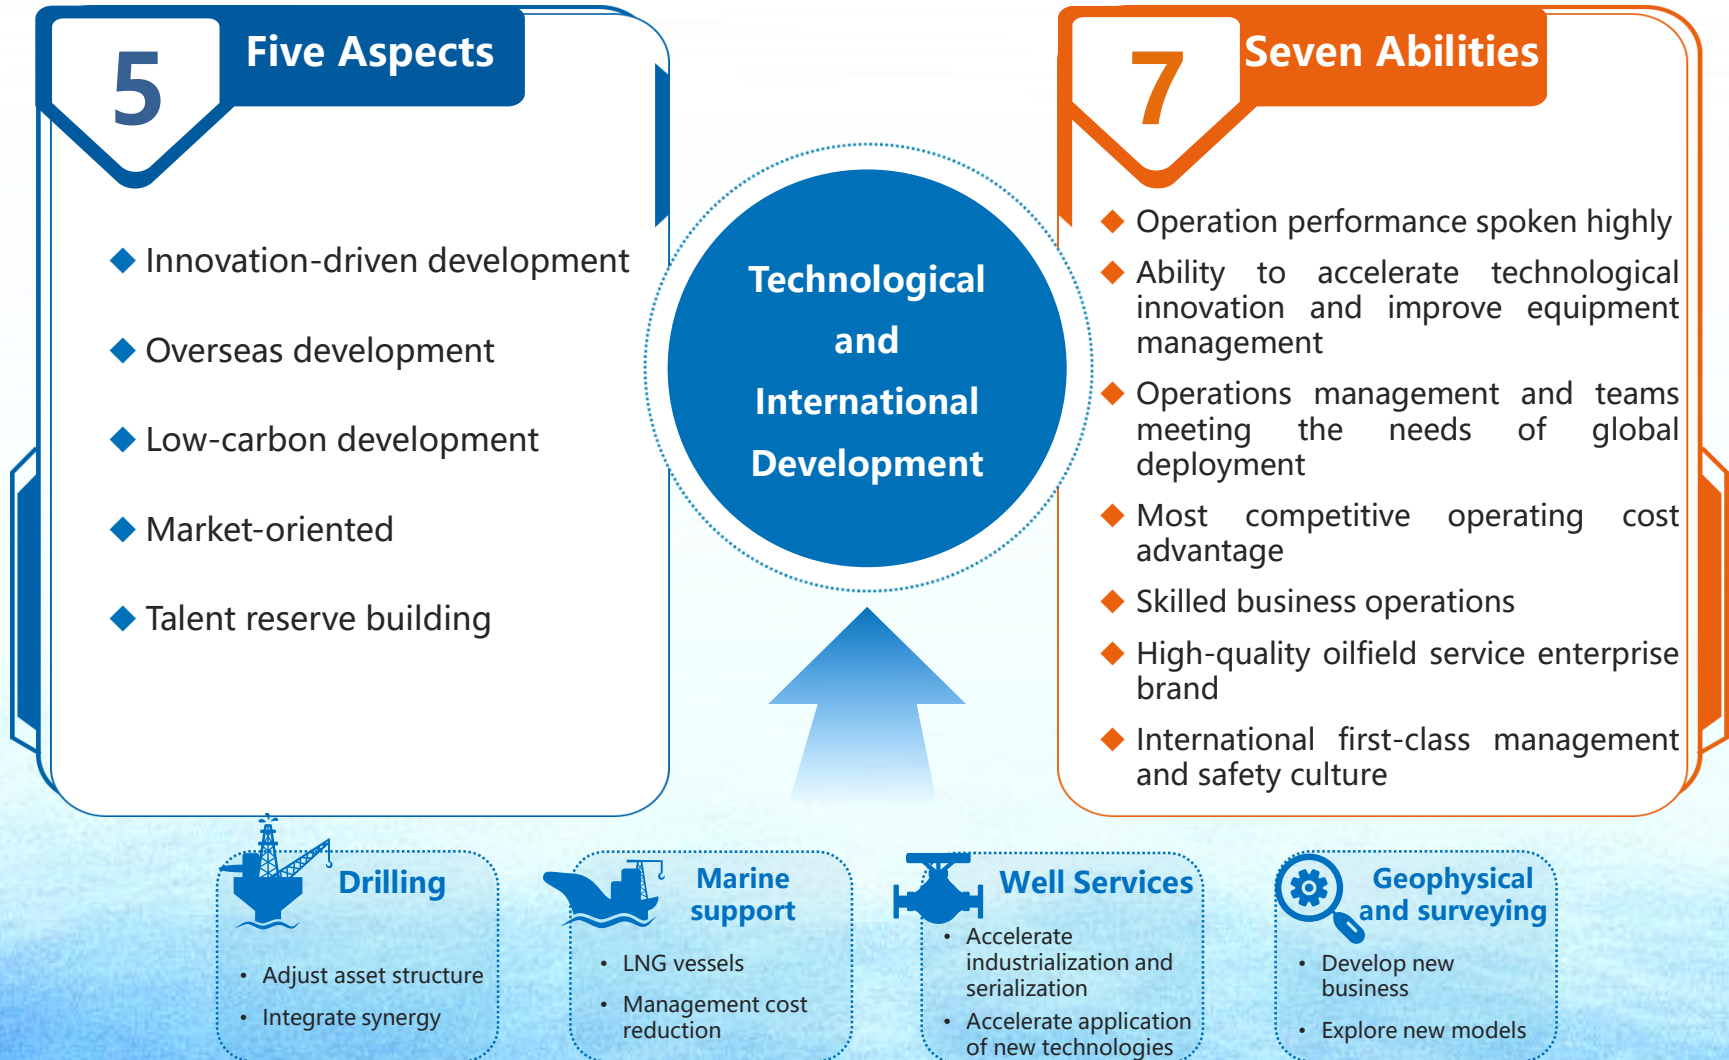 5
Five Aspects
Innovation-driven development
Overseas development
Low-carbon development
Market-oriented
Talent reserve building
Technological
and
International
Development
7
Seven Abilities
Operation performance spoken highly
Ability to accelerate technological
innovation and improve equipment
management
Operations management and teams
meeting the needs of global
deployment
Most competitive operating cost
advantage
Skilled business operations
High-quality oilfield service enterprise
brand
International first-class management
and safety culture
Drilling
• Adjust asset structure
• Integrate synergy
Marine
support
• LNG vessels
• Management cost
reduction
Well Services
• Accelerate
industrialization and
serialization
• Accelerate application
of new technologies
Geophysical
and surveying
• Develop new
business
• Explore new models